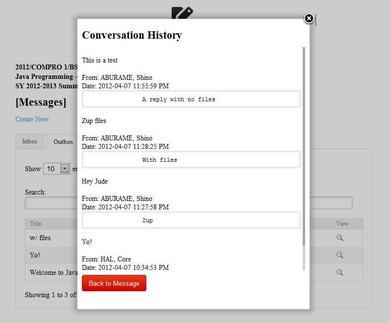 Conversation History
This is a test
From: ABURAME, Shino
Date: 2012-04-07 11:55:59 PM
A reply with no files
Zup files
From: ABURAME, Shino
Date: 2012-04-07 11:28:25 PM
With files
Hey Jude
From: ABURAME, Shino
Date: 2012-04-07 11:27:58 PM
Zup
Yo!
From: HAL, Core
Date: 2012-04-07 10:34:53 PM
Back to Message
2012/COMPRO 1/BS
Java Programming -
SY 2012-2013 Summ
[Messages]
Create New
Inbox
Outbox
Show 10
Search:
Title
View
w/ files
Yo!
Welcome to Java
Showing 1 to 3 of